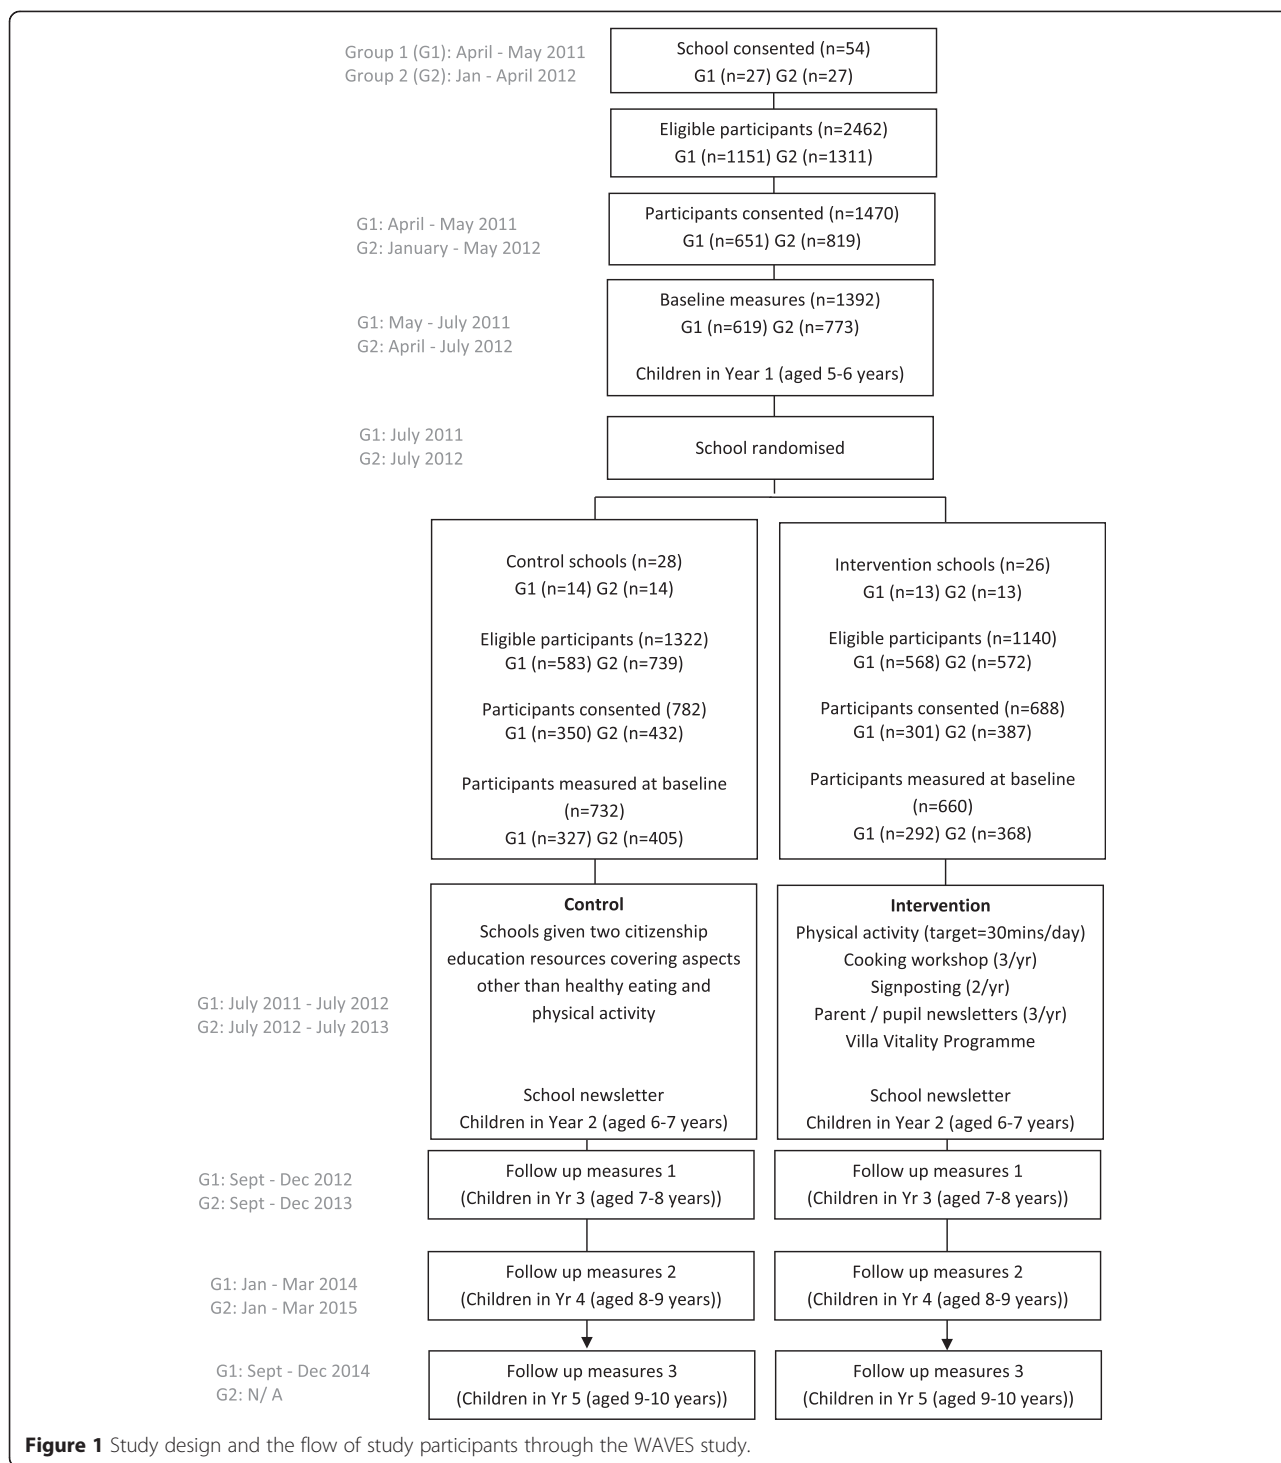 Group 1 (G1): April - May 2011
Group 2 (G2): Jan - April 2012
School consented (n=54)
G1 (n=27) G2 (n=27)
Eligible participants (n=2462)
G1 (n=1151) G2 (n=1311)
G1: April - May 2011
G2: January - May 2012
Participants consented (n=1470)
G1 (n=651) G2 (n=819)
G1: May - July 2011
G2: April - July 2012
Baseline measures (n=1392)
G1 (n=619) G2 (n=773)
Children in Year 1 (aged 5-6 years)
G1: July 2011
G2: July 2012
School randomised
Control schools (n=28)
G1 (n=14) G2 (n=14)
Eligible participants (n=1322)
G1 (n=583) G2 (n=739)
Participants consented (782)
G1 (n=350) G2 (n=432)
Participants measured at baseline
(n=732)
G1 (n=327) G2 (n=405)
Intervention schools (n=26)
G1 (n=13) G2 (n=13)
Eligible participants (n=1140)
G1 (n=568) G2 (n=572)
Participants consented (n=688)
G1 (n=301) G2 (n=387)
Participants measured at baseline
(n=660)
G1 (n=292) G2 (n=368)
G1: July 2011 - July 2012
G2: July 2012 - July 2013
Control
Schools given two citizenship
education resources covering aspects
other than healthy eating and
physical activity
School newsletter
Children in Year 2 (aged 6-7 years)
Intervention
Physical activity (target=30mins/day)
Cooking workshop (3/yr)
Signposting (2/yr)
Parent / pupil newsletters (3/yr)
Villa Vitality Programme
School newsletter
Children in Year 2 (aged 6-7 years)
G1: Sept - Dec 2012
G2: Sept - Dec 2013
Follow up measures 1
(Children in Yr 3 (aged 7-8 years))
Follow up measures 1
(Children in Yr 3 (aged 7-8 years))
G1: Jan - Mar 2014
G2: Jan - Mar 2015
Follow up measures 2
(Children in Yr 4 (aged 8-9 years))
Follow up measures 2
(Children in Yr 4 (aged 8-9 years))
G1: Sept - Dec 2014
G2: N/ A
Follow up measures 3
(Children in Yr 5 (aged 9-10 years))
Follow up measures 3
(Children in Yr 5 (aged 9-10 years))
Figure 1 Study design and the flow of study participants through the WAVES study.